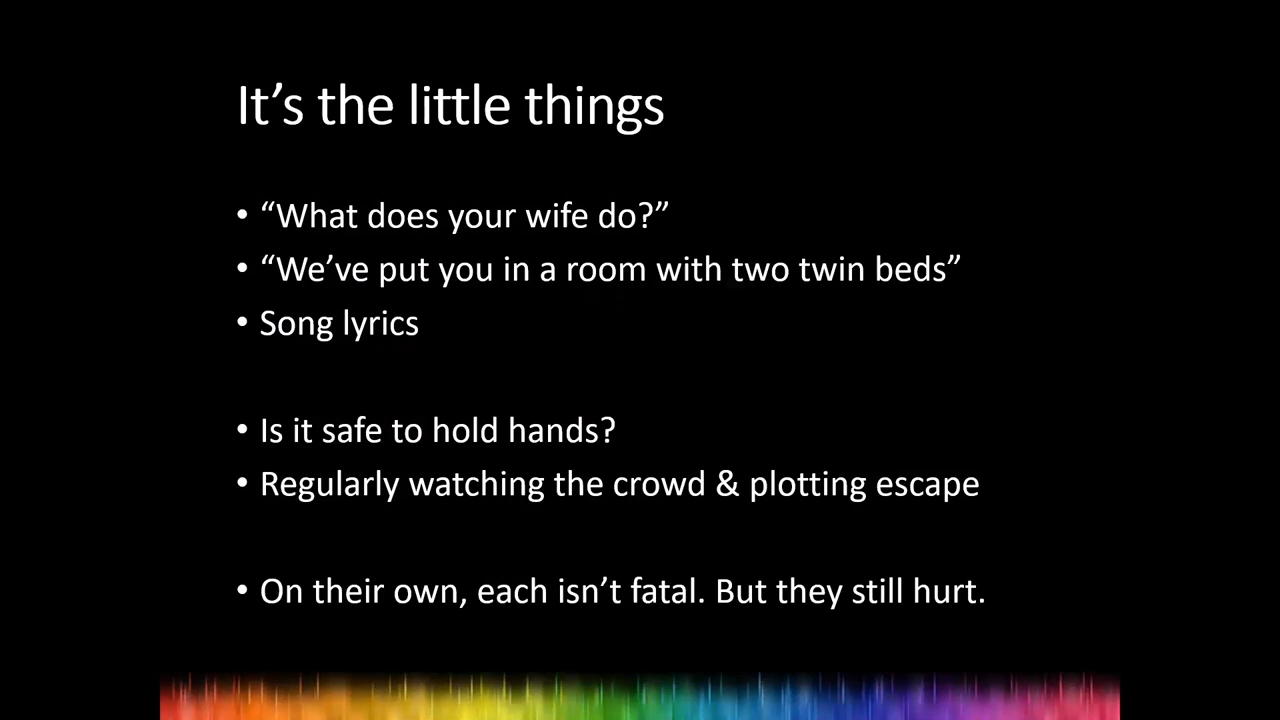 It’s the little things
• “What does your wife do?”
• “We’ve put you in a room with two twin beds”
• Song lyrics
• Is it safe to hold hands?
• Regularly watching the crowd & plotting escape
• On their own, each isn’t fatal. But they still hurt.